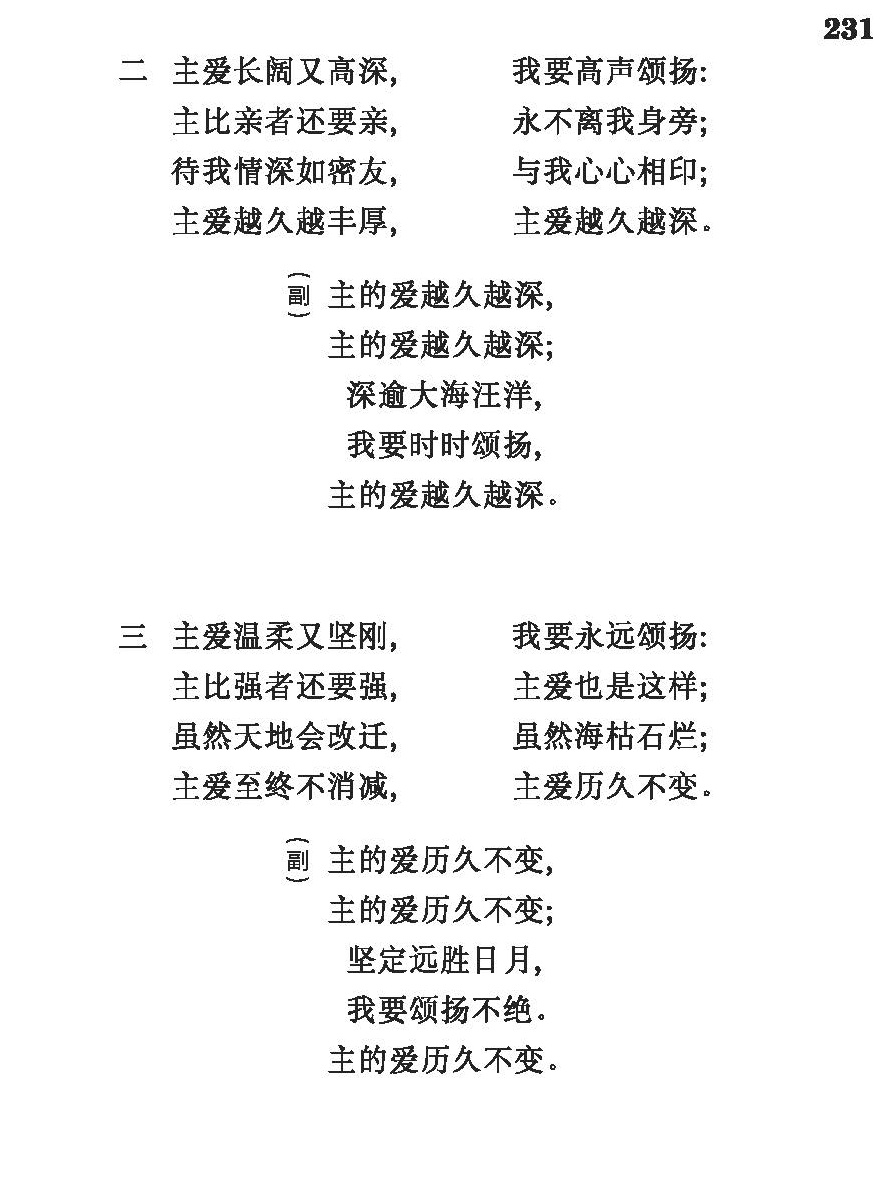 231
二 主爱长阔又高深, 我要高声颂扬:
主比亲者还要亲, 永不离我身旁;
待我情深如密友, 与我心心相印;
主爱越久越丰厚, 主爱越久越深。
(副) 主的爱越久越深,
主的爱越久越深;
深逾大海汪洋,
我要时时颂扬,
主的爱越久越深。
三 主爱温柔又坚刚, 我要永远颂扬:
主比强者还要强, 主爱也是这样;
虽然天地会改迁, 虽然海枯石烂;
主爱至终不消减, 主爱历久不变。
(副) 主的爱历久不变,
主的爱历久不变;
坚定远胜日月,
我要颂扬不绝。
主的爱历久不变。